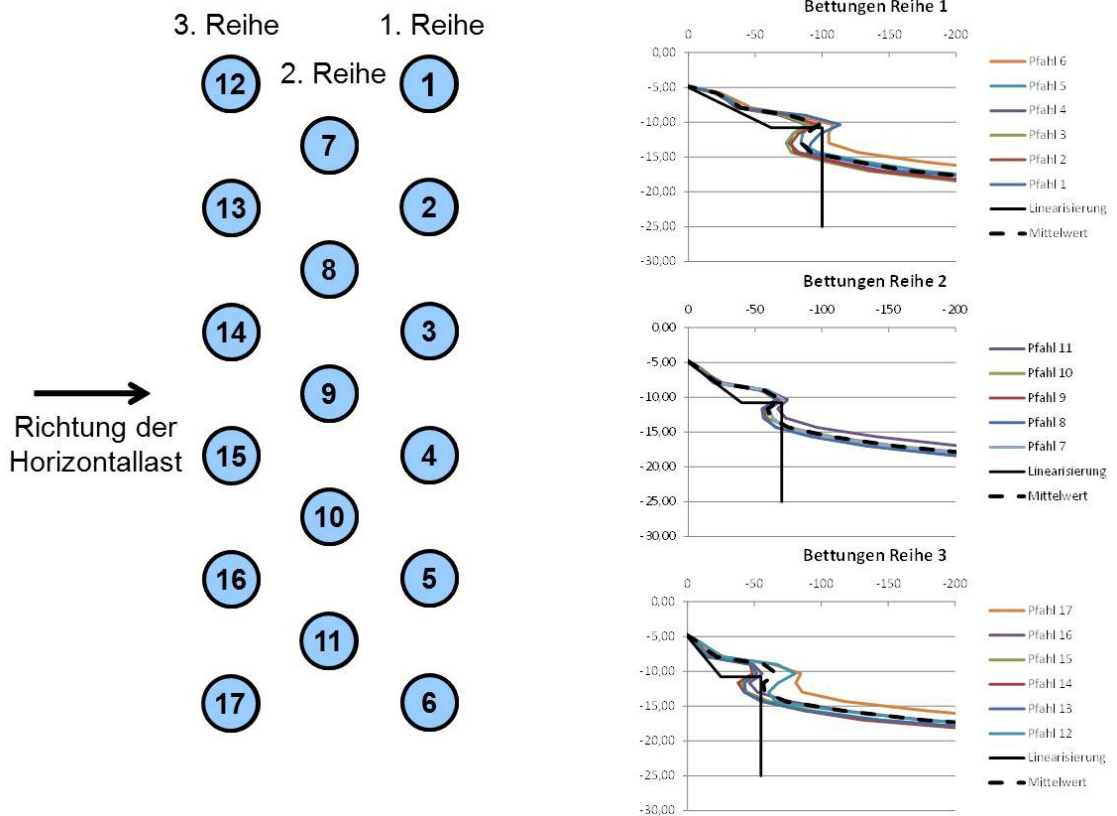 3. Reihe
1. Reihe
2. Reihe
12
1
7
13
2
8
14
3
9
Richtung der
Horizontallast
15
4
10
16
5
11
17
6
Bettungen Reihe 1
0 -50 -100 -150 -200
0,00
-5,00
-10,00
-15,00
-20,00
-25,00
-30,00
Pfahl 6
Pfahl 5
Pfahl 4
Pfahl 3
Pfahl 2
Pfahl 1
Linearisierung
Mittelwert
Bettungen Reihe 2
0 -50 -100 -150 -200
0,00
-5,00
-10,00
-15,00
-20,00
-25,00
-30,00
Pfahl 11
Pfahl 10
Pfahl 9
Pfahl 8
Pfahl 7
Linearisierung
Mittelwert
Bettungen Reihe 3
0 -50 -100 -150 -200
0,00
-5,00
-10,00
-15,00
-20,00
-25,00
-30,00
Pfahl 17
Pfahl 16
Pfahl 15
Pfahl 14
Pfahl 13
Pfahl 12
Linearisierung
Mittelwert